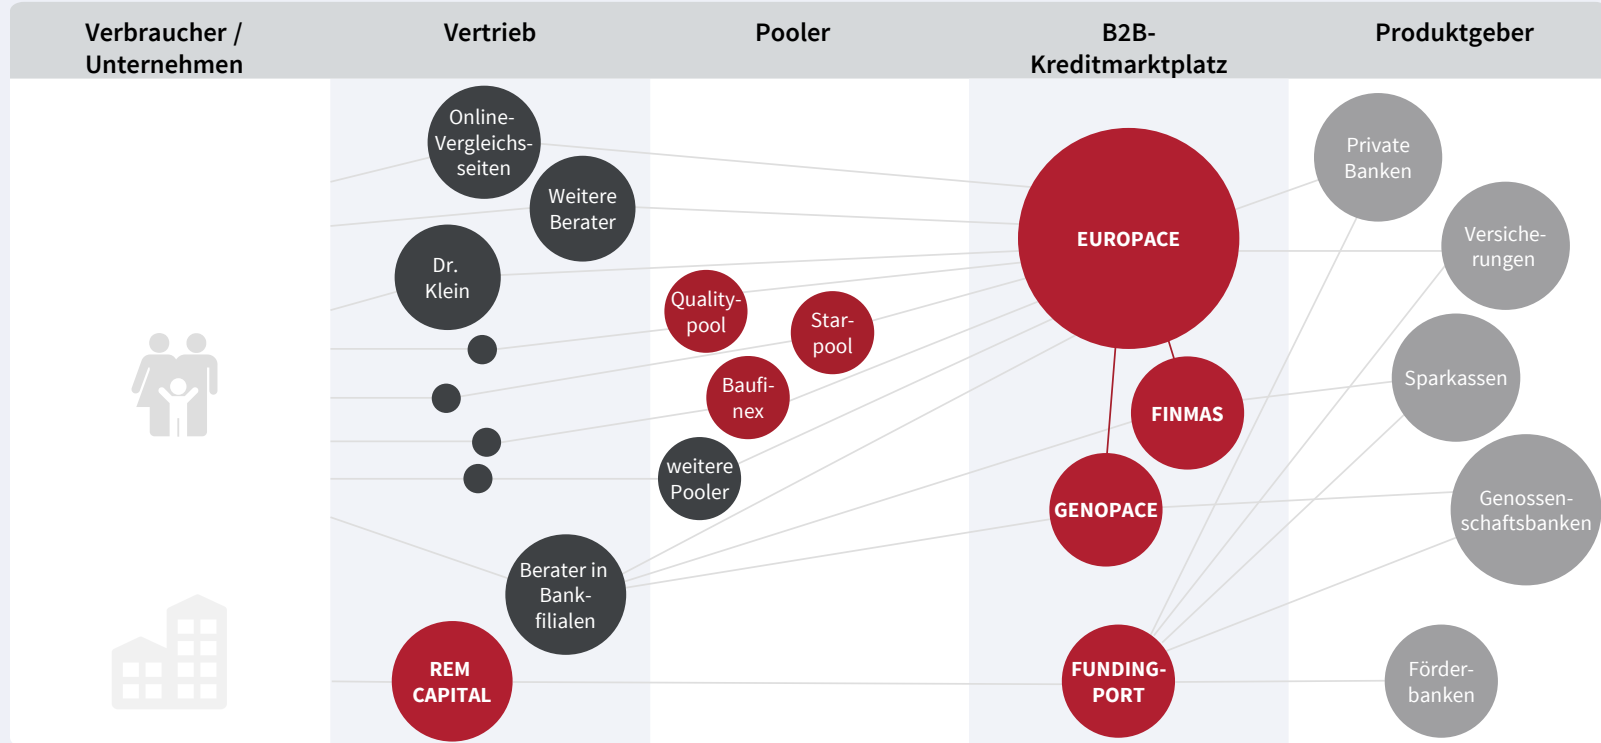 Verbraucher /
Unternehmen
Vertrieb
Pooler
B2B-
Kreditmarktplatz
Produktgeber
Online-
Vergleichs-
seiten
Weitere
Berater
Dr.
Klein
Berater in
Bank-
filialen
REM
CAPITAL
Quality-
pool
Star-
pool
Baufi-
nex
weitere
Pooler
EUROPACE
FINMAS
GENOPACE
FUNDING-
PORT
Private
Banken
Versiche-
rungen
Sparkassen
Genossen-
schaftsbanken
Förder-
banken